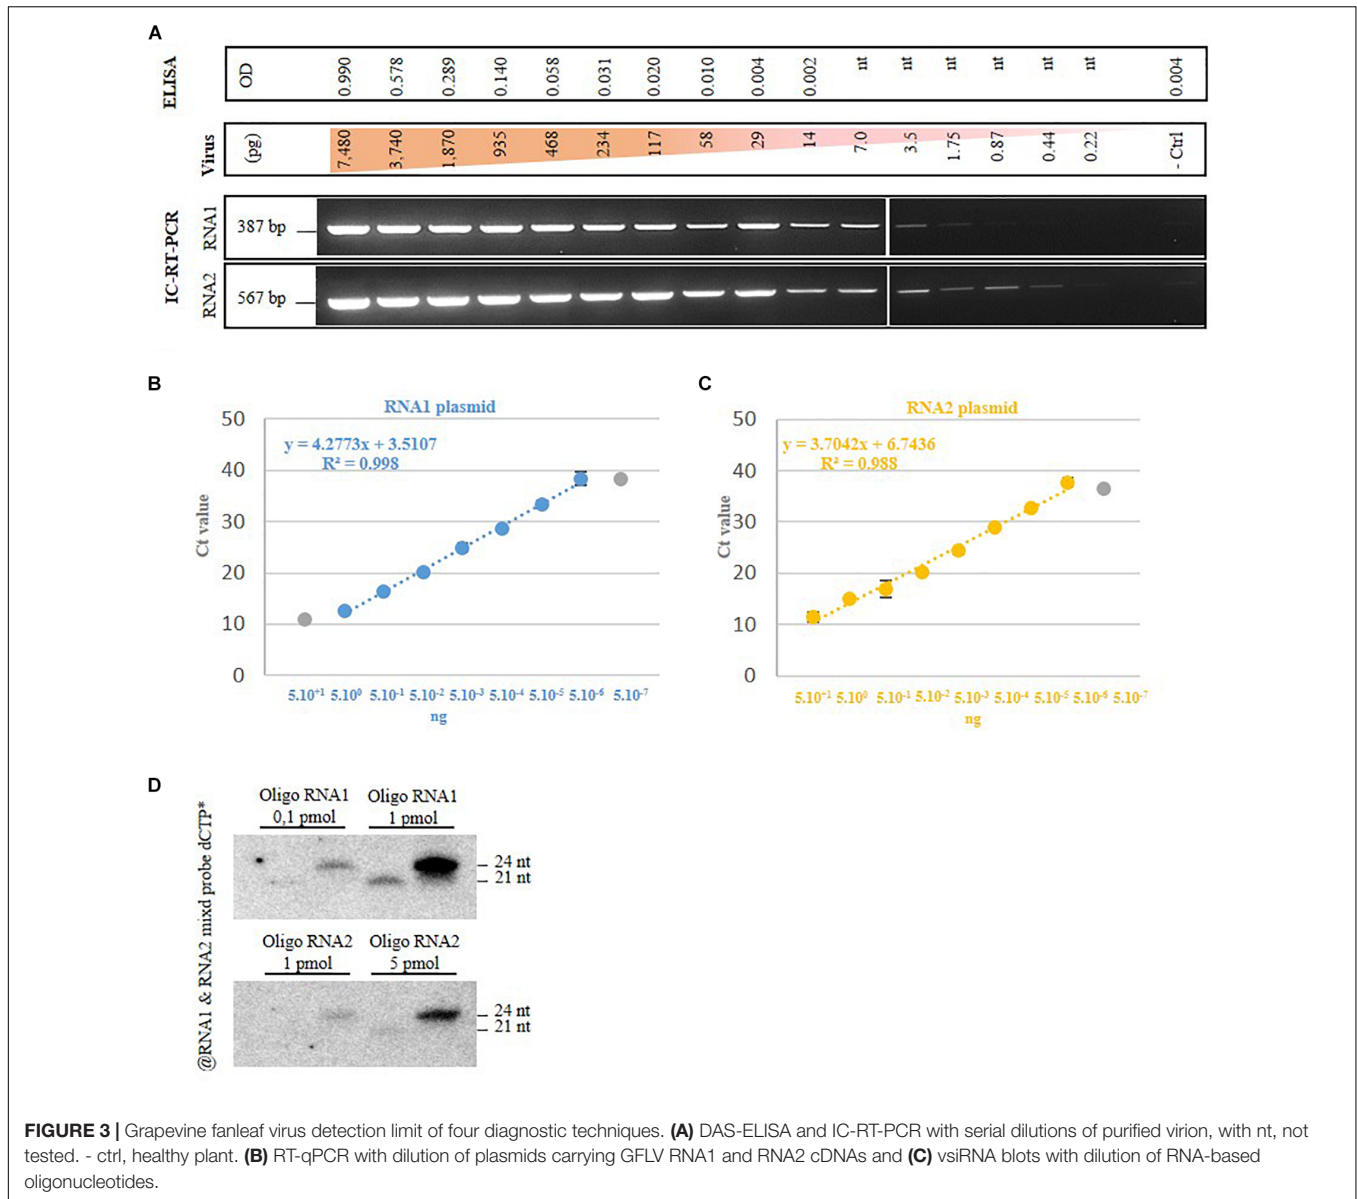 A
ELISA
OD 0.990 0.578 0.289 0.140 0.058 0.031 0.020 0.010 0.004 0.002 nt nt nt nt nt nt 0.004
Virus
(pg) 7,480 3,740 1,870 935 468 234 117 58 29 14 7.0 3.5 1.75 0.87 0.44 0.22 - Ctrl
IC-RT-PCR
RNA1 387 bp
RNA2 567 bp
B
RNA1 plasmid
y = 4.2773x + 3.5107
R² = 0.998
Ct value
50
40
30
20
10
0
5.10⁺¹ 5.10⁰ 5.10⁻¹ 5.10⁻² 5.10⁻³ 5.10⁻⁴ 5.10⁻⁵ 5.10⁻⁶ 5.10⁻⁷
ng
C
RNA2 plasmid
y = 3.7042x + 6.7436
R² = 0.988
Ct value
50
40
30
20
10
0
5.10⁺¹ 5.10⁰ 5.10⁻¹ 5.10⁻² 5.10⁻³ 5.10⁻⁴ 5.10⁻⁵ 5.10⁻⁶ 5.10⁻⁷
ng
D
@RNA1 & RNA2 mixd probe dCTP*
Oligo RNA1 Oligo RNA1
0,1 pmol 1 pmol
24 nt
21 nt
Oligo RNA2 Oligo RNA2
1 pmol 5 pmol
24 nt
21 nt
FIGURE 3 | Grapevine fanleaf virus detection limit of four diagnostic techniques. (A) DAS-ELISA and IC-RT-PCR with serial dilutions of purified virion, with nt, not
tested. - ctrl, healthy plant. (B) RT-qPCR with dilution of plasmids carrying GFLV RNA1 and RNA2 cDNAs and (C) vsiRNA blots with dilution of RNA-based
oligonucleotides.